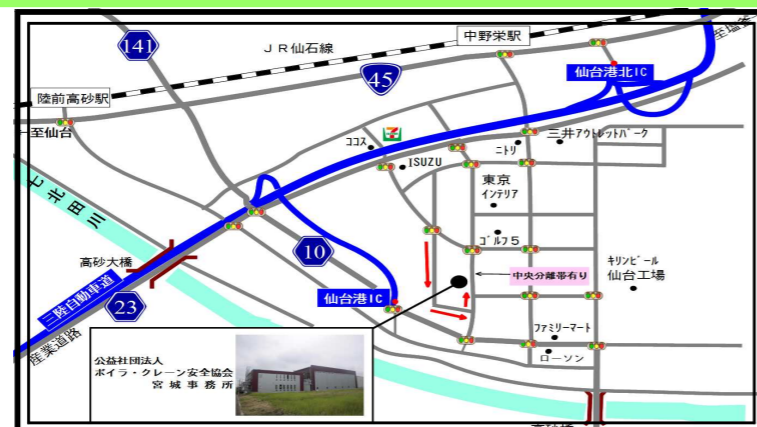 141
JR仙石線
中野栄駅
至塩釜
45
仙台港北IC
陸前高砂駅
至仙台
ココス
ISUZU
ニトリ
三井アウトレットパーク
東京
インテリア
七北田川
ゴルフ5
10
高砂大橋
中央分離帯有り
キリンビール
仙台工場
三陸自動車道
23
仙台港IC
産業道路
ファミリーマート
ローソン
公益社団法人
ボイラ・クレーン安全協会
宮城事務所